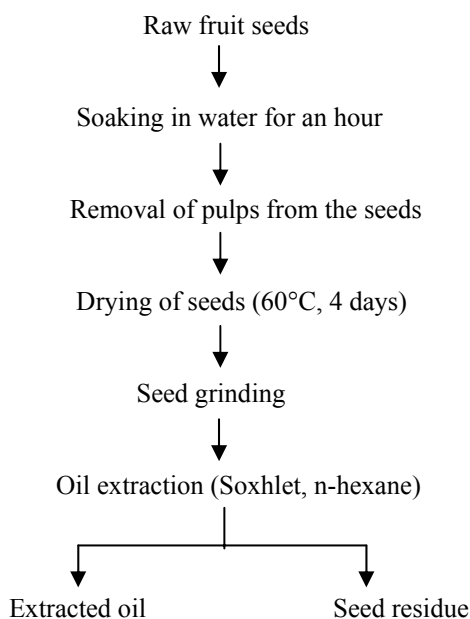 Raw fruit seeds
Soaking in water for an hour
Removal of pulps from the seeds
Drying of seeds (60°C, 4 days)
Seed grinding
Oil extraction (Soxhlet, n-hexane)
Extracted oil
Seed residue